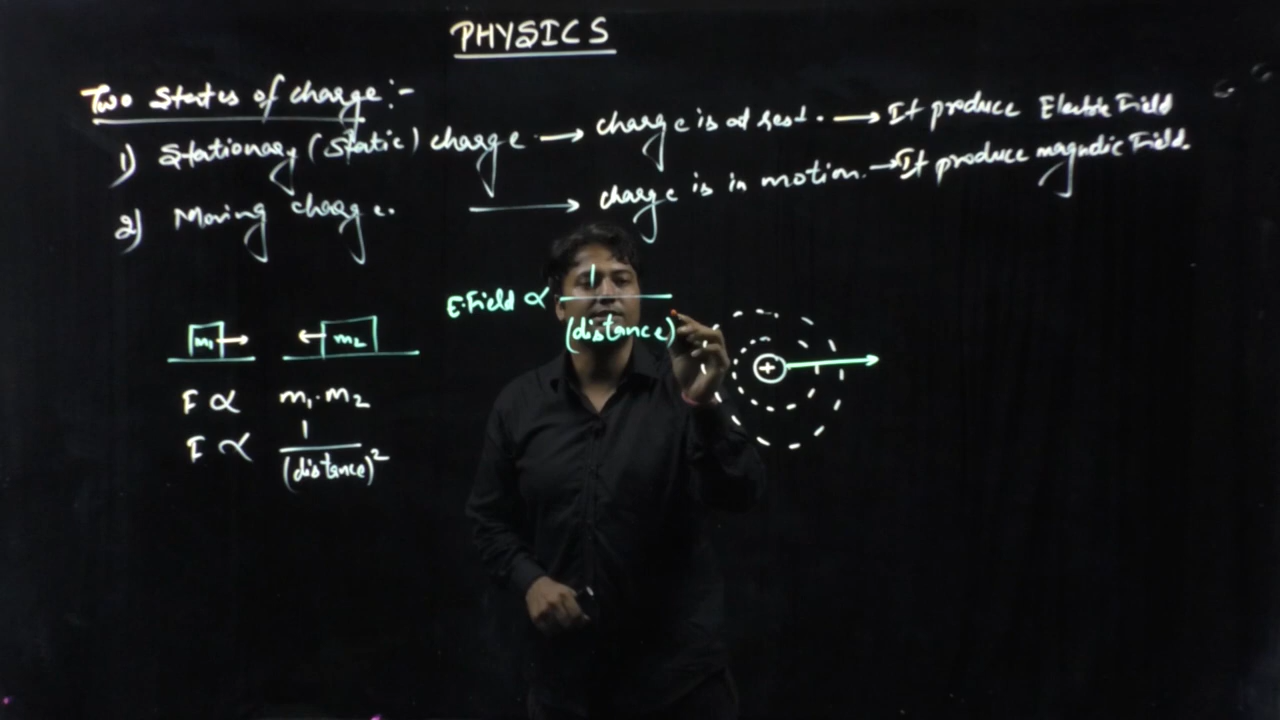 PHYSICS
Two States of charge :-
1) Stationary (Static) charge. → charge is at rest. → It produce Electric Field
2) Moving charge. → charge is in motion. → It produce magnetic Field.
E.Field ∝ 1 / (distance)
m₁ → ← m₂
+
F ∝ m₁.m₂
F ∝ 1 / (distance)²